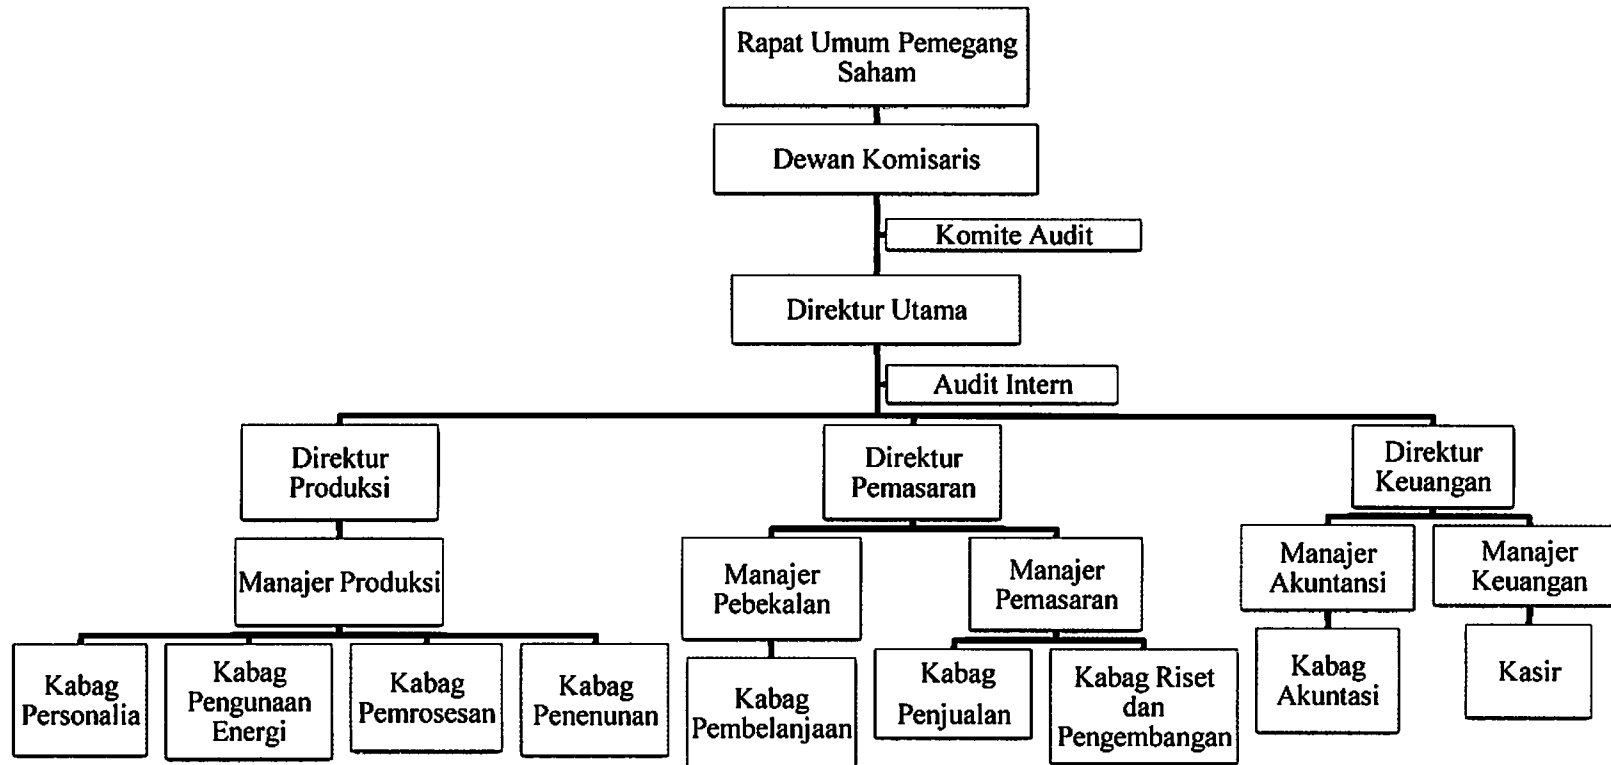 Rapat Umum Pemegang
Saham
Dewan Komisaris
Komite Audit
Direktur Utama
Audit Intern
Direktur
Produksi
Direktur
Pemasaran
Direktur
Keuangan
Manajer Produksi
Manajer
Pebekalan
Manajer
Pemasaran
Manajer
Akuntansi
Manajer
Keuangan
Kabag
Personalia
Kabag
Pengunaan
Energi
Kabag
Pemrosesan
Kabag
Penenunan
Kabag
Pembelanjaan
Kabag
Penjualan
Kabag Riset
dan
Pengembangan
Kabag
Akuntasi
Kasir